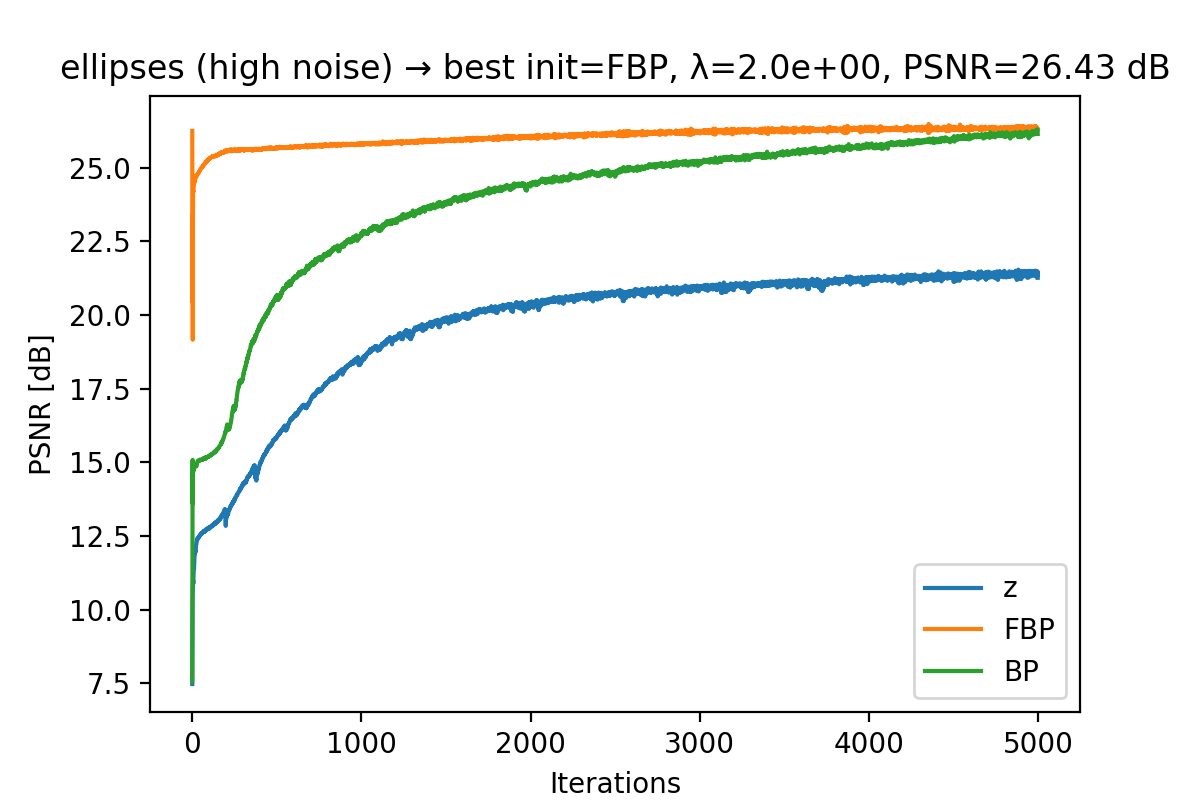 ellipses (high noise) → best init=FBP, λ=2.0e+00, PSNR=26.43 dB
PSNR [dB]
25.0
22.5
20.0
17.5
15.0
12.5
10.0
7.5
z
FBP
BP
0 1000 2000 3000 4000 5000
Iterations